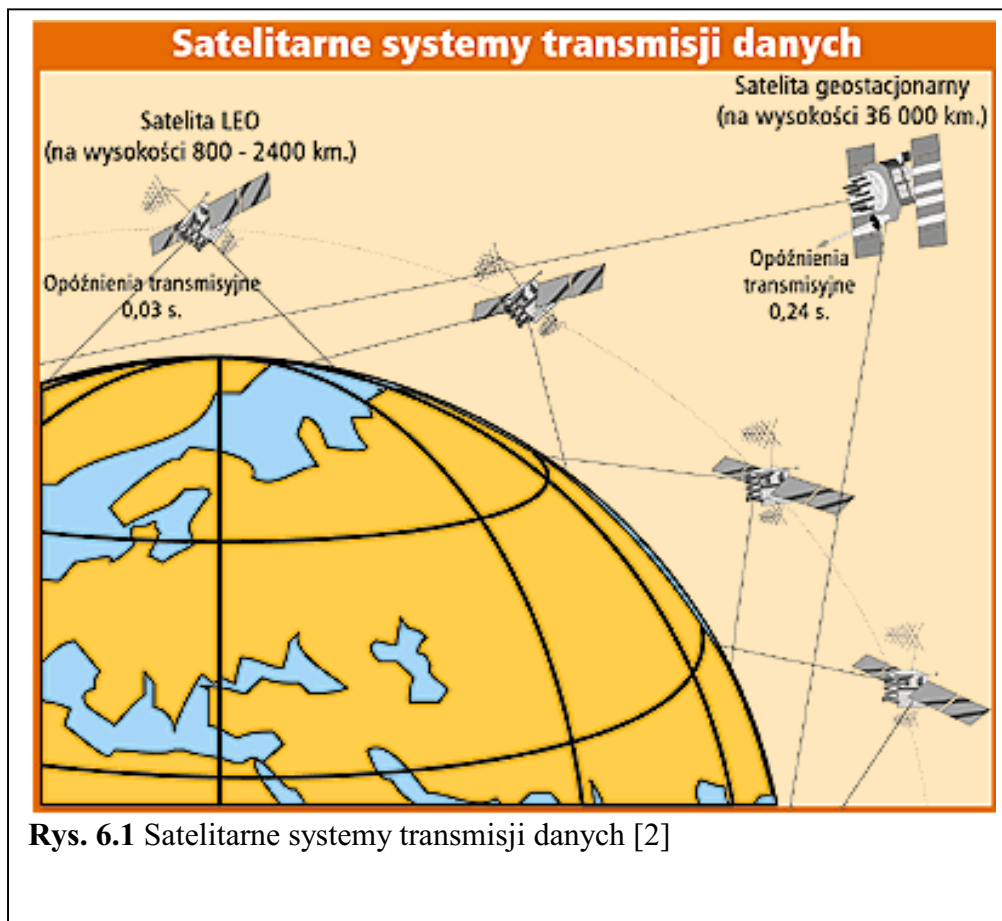 Satelitarne systemy transmisji danych
Satelita geostacjonarny
(na wysokości 36 000 km.)
Satelita LEO
(na wysokości 800 - 2400 km.)
Opóźnienia transmisyjne
0,03 s.
Opóźnienia
transmisyjne
0,24 s.
Rys. 6.1 Satelitarne systemy transmisji danych [2]